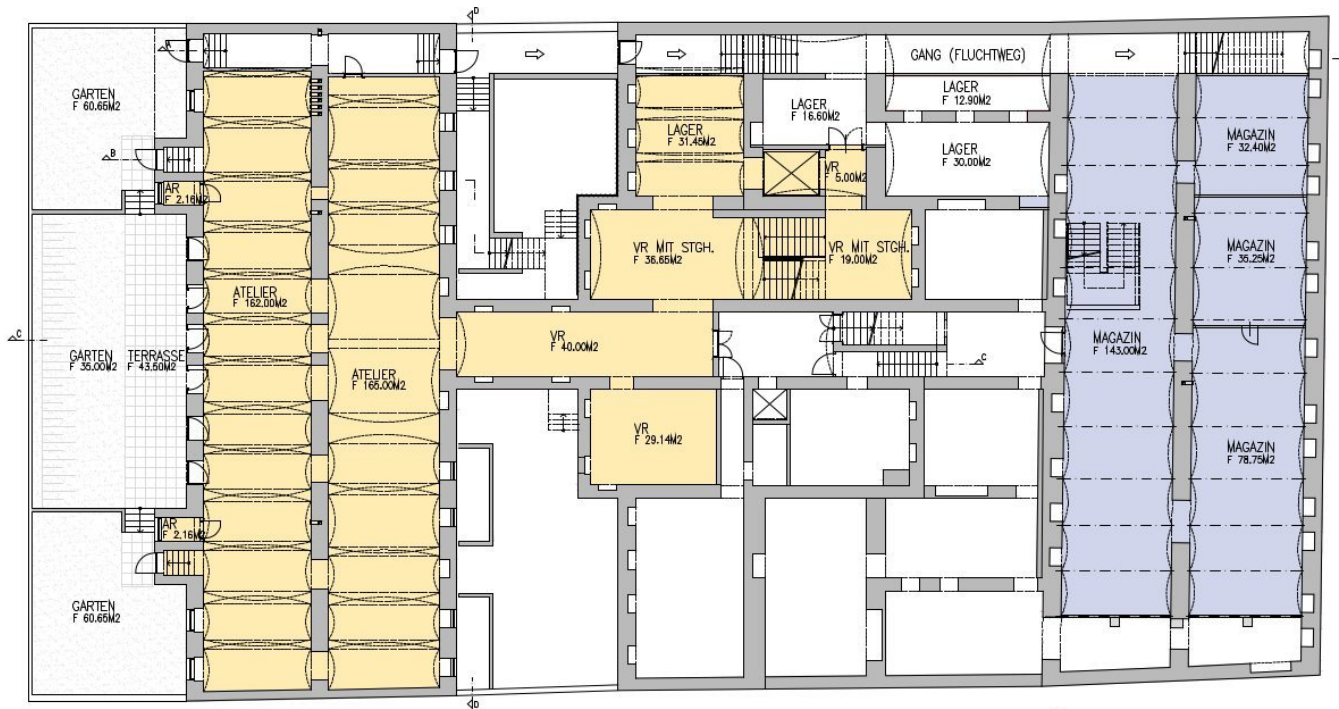 D
A
GARTEN
F 60.65M2
B
AR
F 2.16M2
ATELIER
F 162.00M2
C
GARTEN
F 35.00M2
TERRASSE
F 43.50M2
ATELIER
F 165.00M2
AR
F 2.16M2
GARTEN
F 60.65M2
GANG (FLUCHTWEG)
LAGER
F 12.90M2
LAGER
F 16.60M2
LAGER
F 31.45M2
LAGER
F 30.00M2
VR
F 5.00M2
VR MIT STGH.
F 36.65M2
VR MIT STGH.
F 19.00M2
VR
F 40.00M2
C
VR
F 29.14M2
MAGAZIN
F 32.40M2
MAGAZIN
F 36.25M2
MAGAZIN
F 143.00M2
MAGAZIN
F 78.75M2
D